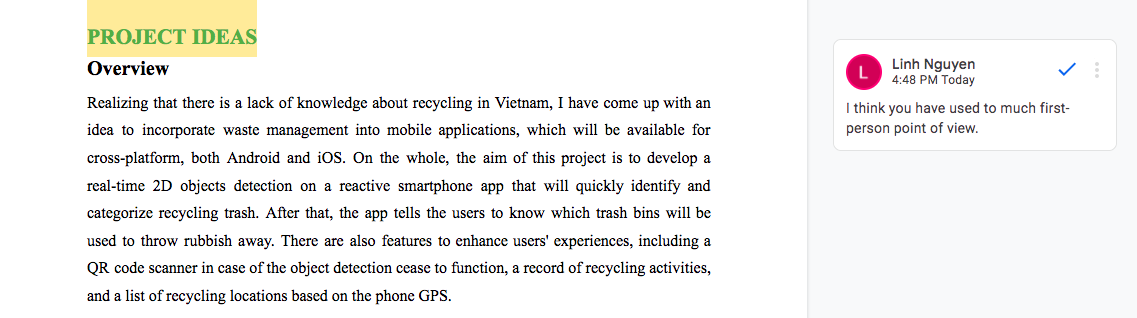 PROJECT IDEAS
Overview
Realizing that there is a lack of knowledge about recycling in Vietnam, I have come up with an
idea to incorporate waste management into mobile applications, which will be available for
cross-platform, both Android and iOS. On the whole, the aim of this project is to develop a
real-time 2D objects detection on a reactive smartphone app that will quickly identify and
categorize recycling trash. After that, the app tells the users to know which trash bins will be
used to throw rubbish away. There are also features to enhance users' experiences, including a
QR code scanner in case of the object detection cease to function, a record of recycling activities,
and a list of recycling locations based on the phone GPS.
L
Linh Nguyen
4:48 PM Today
I think you have used to much first-
person point of view.